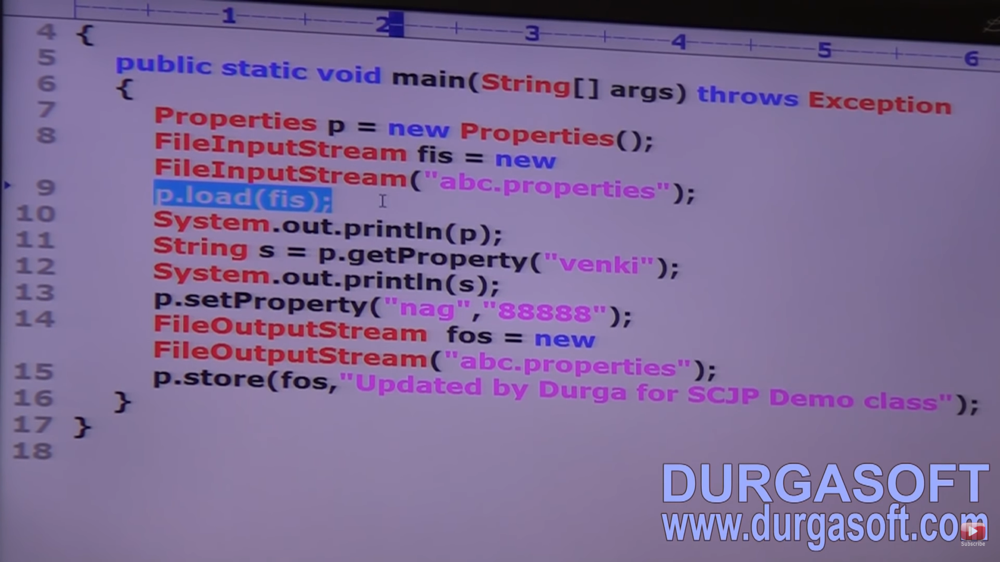 1 2 3 4 5 6
4 {
5 public static void main(String[] args) throws Exception
6 {
7 Properties p = new Properties();
8 FileInputStream fis = new
FileInputStream("abc.properties");
9 p.load(fis);
10 System.out.println(p);
11 String s = p.getProperty("venki");
12 System.out.println(s);
13 p.setProperty("nag","88888");
14 FileOutputStream fos = new
FileOutputStream("abc.properties");
15 p.store(fos,"Updated by Durga for SCJP Demo class");
16 }
17 }
18
DURGASOFT
www.durgasoft.com
Subscribe